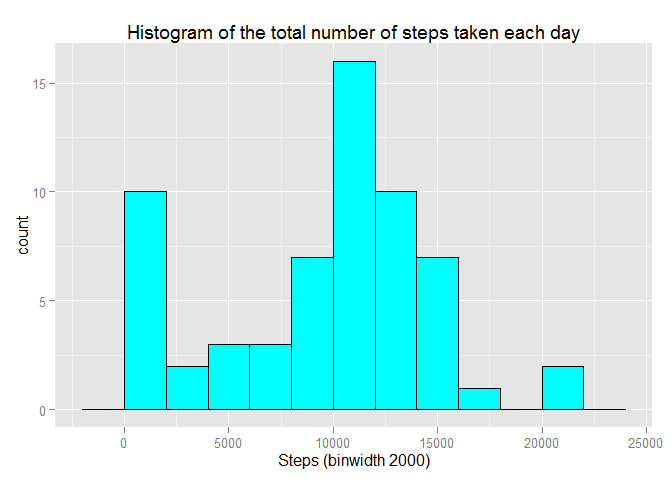 Histogram of the total number of steps taken each day
15
10
5
0
count
0 5000 10000 15000 20000 25000
Steps (binwidth 2000)